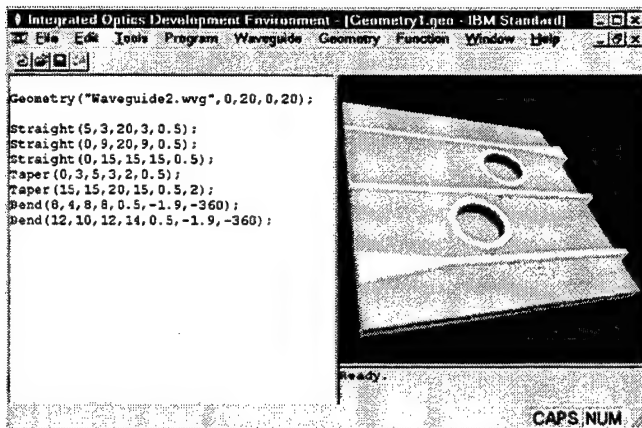 Integrated Optics Development Environment - [Geometry1.geo - IBM Standard]
File Edit Tools Program Waveguide Geometry Function Window Help
Geometry("Waveguide2.wvg",0,20,0,20);
Straight(5,3,20,3,0.5);
Straight(0,9,20,9,0.5);
Straight(0,15,15,15,0.5);
Taper(0,3,5,3,2,0.5);
Taper(15,15,20,15,0.5,2);
Bend(8,4,8,8,0.5,-1.9,-360);
Bend(12,10,12,14,0.5,-1.9,-360);
Ready.
CAPS NUM